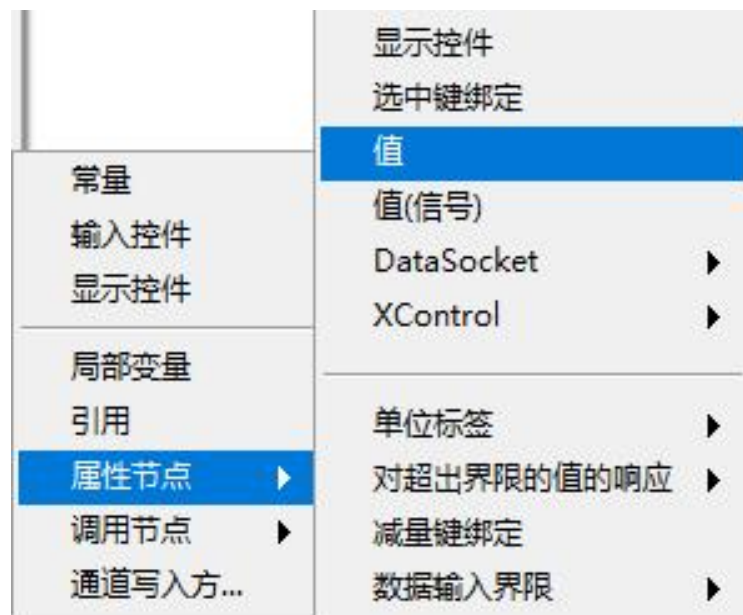 常量
输入控件
显示控件
局部变量
引用
属性节点
调用节点
通道写入方...
显示控件
选中键绑定
值
值(信号)
DataSocket
XControl
单位标签
对超出界限的值的响应
减量键绑定
数据输入界限